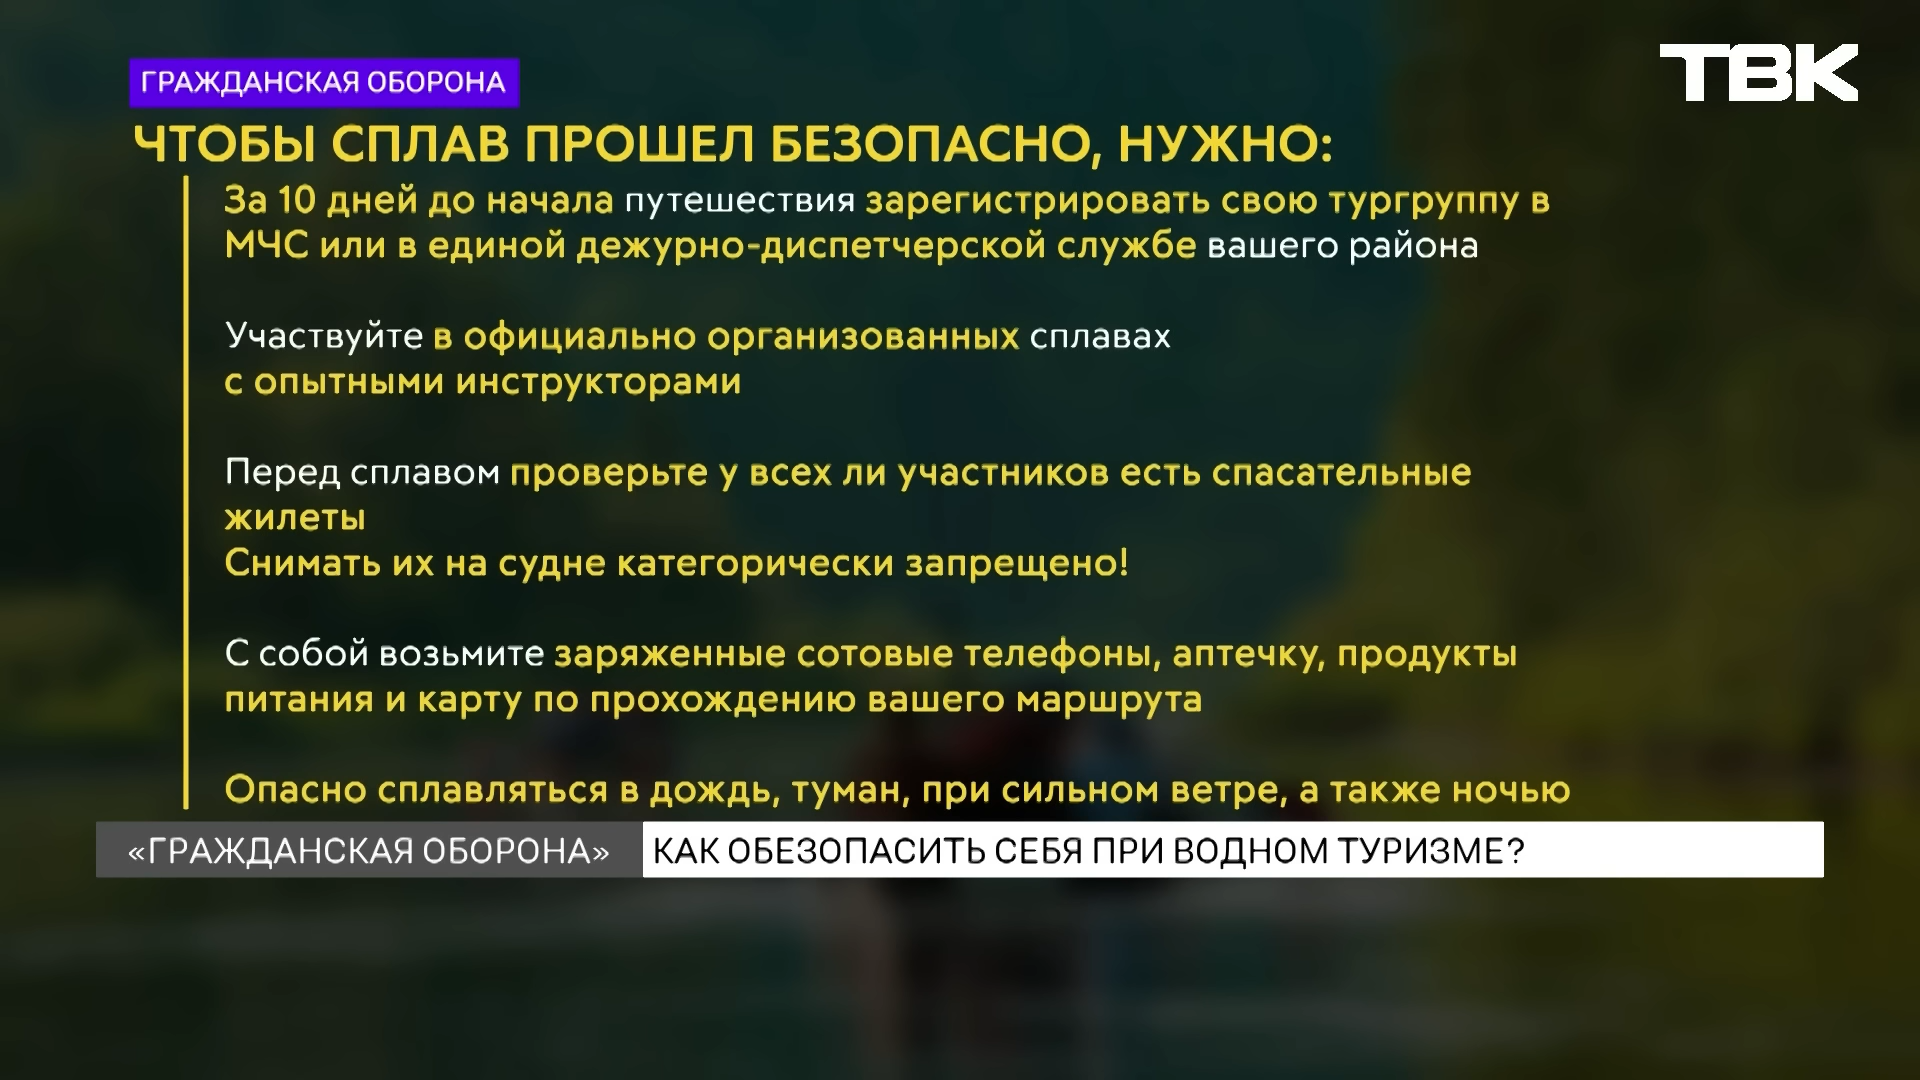 ГРАЖДАНСКАЯ ОБОРОНА
ТВК
ЧТОБЫ СПЛАВ ПРОШЕЛ БЕЗОПАСНО, НУЖНО:
За 10 дней до начала путешествия зарегистрировать свою тургруппу в
МЧС или в единой дежурно-диспетчерской службе вашего района
Участвуйте в официально организованных сплавах
с опытными инструкторами
Перед сплавом проверьте у всех ли участников есть спасательные
жилеты
Снимать их на судне категорически запрещено!
С собой возьмите заряженные сотовые телефоны, аптечку, продукты
питания и карту по прохождению вашего маршрута
Опасно сплавляться в дождь, туман, при сильном ветре, а также ночью
«ГРАЖДАНСКАЯ ОБОРОНА» КАК ОБЕЗОПАСИТЬ СЕБЯ ПРИ ВОДНОМ ТУРИЗМЕ?